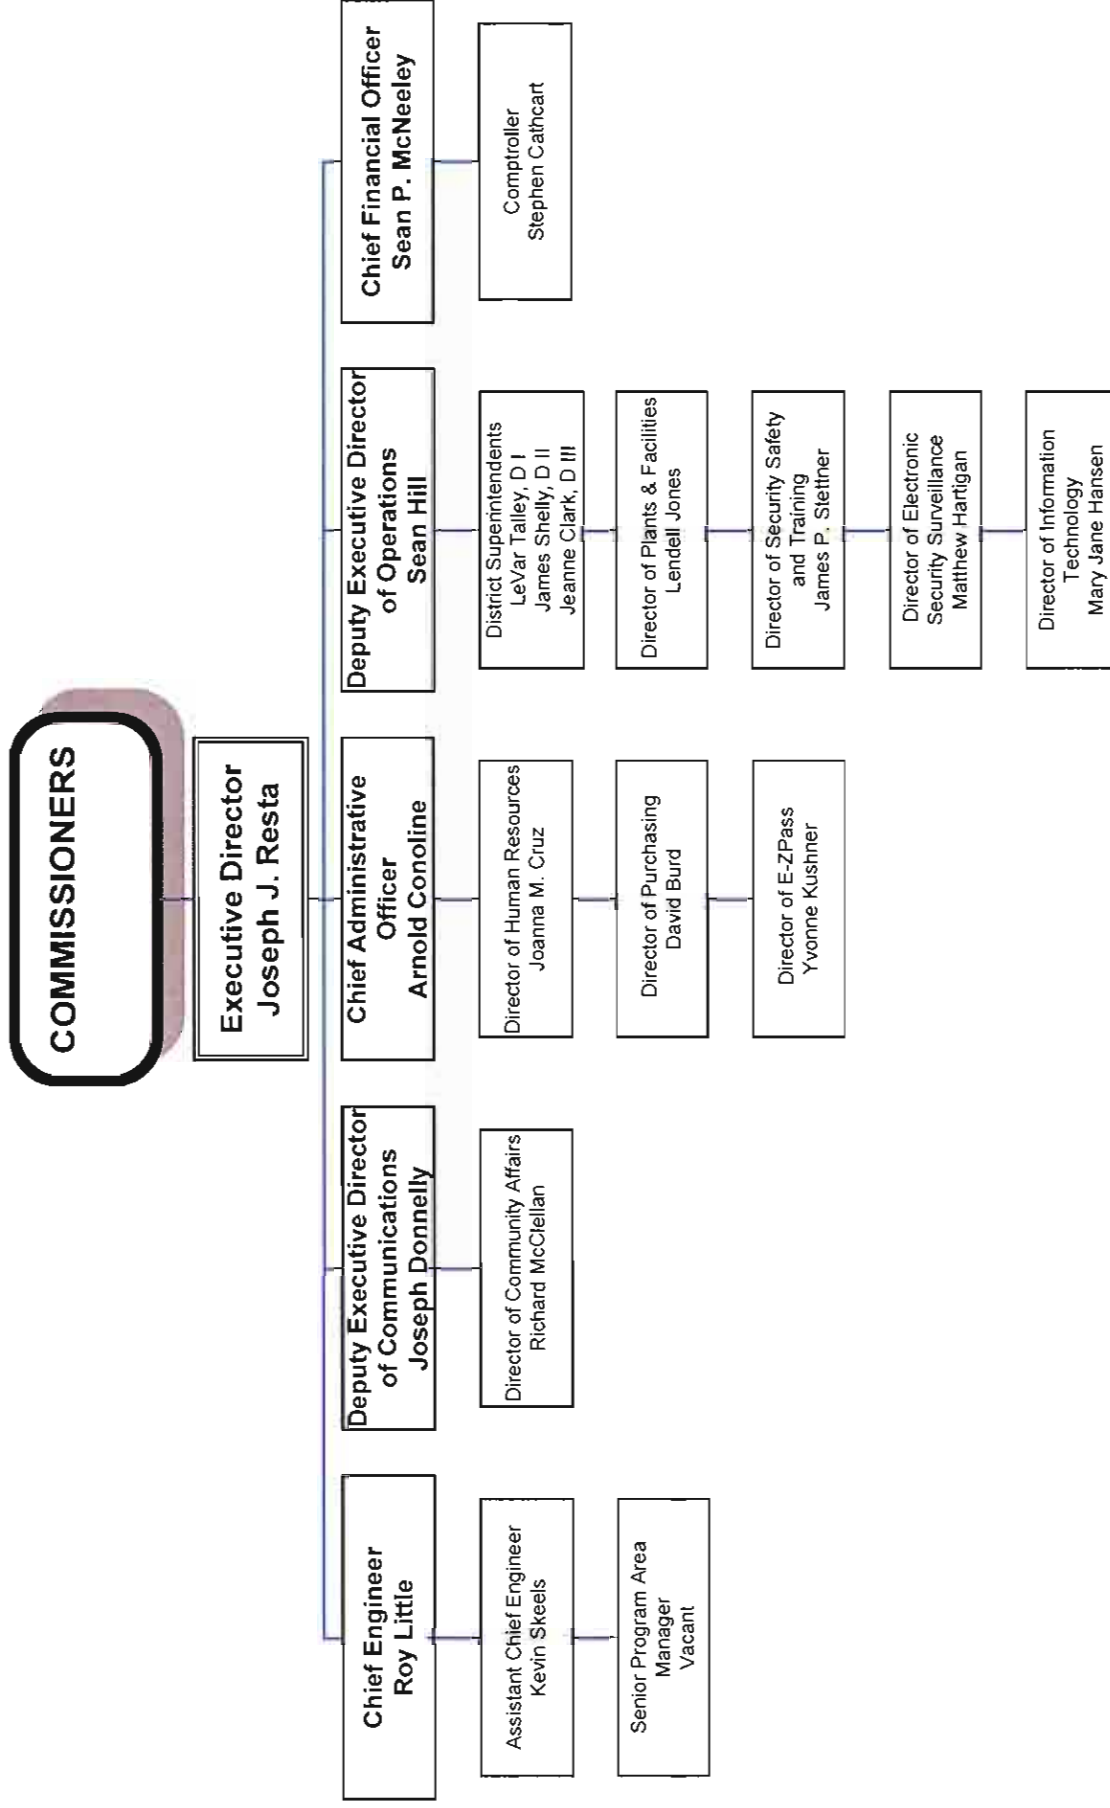 COMMISSIONERS
Executive Director
Joseph J. Resta
Chief Engineer
Roy Little
Assistant Chief Engineer
Kevin Skeels
Senior Program Area
Manager
Vacant
Deputy Executive Director
of Communications
Joseph Donnelly
Director of Community Affairs
Richard McClellan
Chief Administrative
Officer
Arnold Conoline
Director of Human Resources
Joanna M. Cruz
Director of Purchasing
David Burd
Director of E-ZPass
Yvonne Kushner
Deputy Executive Director
of Operations
Sean Hill
District Superintendents
LeVar Talley, D I
James Shelly, D II
Jeanne Clark, D III
Director of Plants & Facilities
Lendell Jones
Director of Security Safety
and Training
James P. Stettner
Director of Electronic
Security Surveillance
Matthew Hartigan
Director of Information
Technology
Mary Jane Hansen
Chief Financial Officer
Sean P. McNeeley
Comptroller
Stephen Cathcart